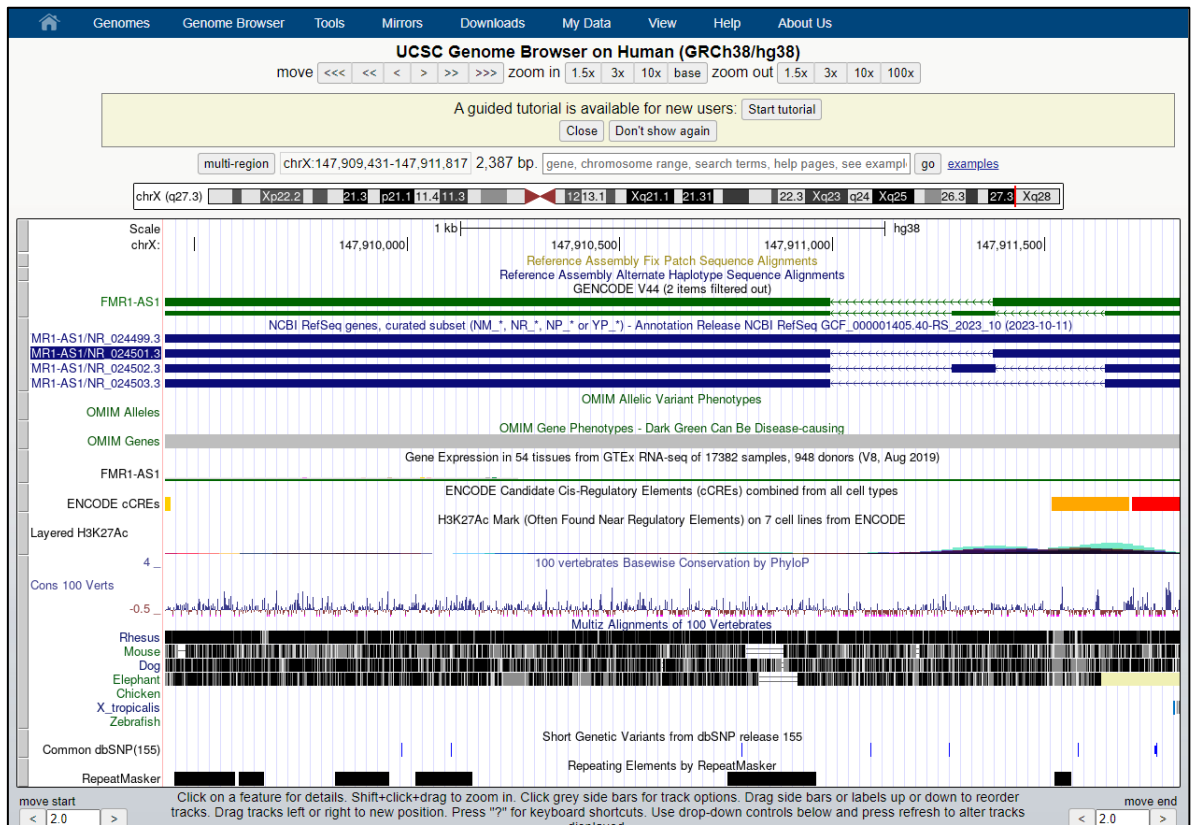 Genomes Genome Browser Tools Mirrors Downloads My Data View Help About Us
UCSC Genome Browser on Human (GRCh38/hg38)
move <<< << < > >> >>> zoom in 1.5x 3x 10x base zoom out 1.5x 3x 10x 100x
A guided tutorial is available for new users: Start tutorial
Close Don't show again
multi-region chrX:147,909,431-147,911,817 2,387 bp. gene, chromosome range, search terms, help pages, see exampl go examples
chrX (q27.3) Xp22.2 21.3 p21.1 11.4 11.3 12 13.1 Xq21.1 21.31 22.3 Xq23 q24 Xq25 26.3 27.3 Xq28
Scale 1 kb hg38
chrX: 147,910,000 147,910,500 147,911,000 147,911,500
Reference Assembly Fix Patch Sequence Alignments
Reference Assembly Alternate Haplotype Sequence Alignments
GENCODE V44 (2 items filtered out)
FMR1-AS1
NCBI RefSeq genes, curated subset (NM_*, NR_*, NP_* or YP_*) - Annotation Release NCBI RefSeq GCF_000001405.40-RS_2023_10 (2023-10-11)
MR1-AS1/NR_024499.3
MR1-AS1/NR_024501.3
MR1-AS1/NR_024502.3
MR1-AS1/NR_024503.3
OMIM Allelic Variant Phenotypes
OMIM Alleles
OMIM Gene Phenotypes - Dark Green Can Be Disease-causing
OMIM Genes
Gene Expression in 54 tissues from GTEx RNA-seq of 17382 samples, 948 donors (V8, Aug 2019)
FMR1-AS1
ENCODE Candidate Cis-Regulatory Elements (cCREs) combined from all cell types
ENCODE cCREs
H3K27Ac Mark (Often Found Near Regulatory Elements) on 7 cell lines from ENCODE
Layered H3K27Ac
100 vertebrates Basewise Conservation by PhyloP
4 _
Cons 100 Verts
-0.5 _
Multiz Alignments of 100 Vertebrates
Rhesus
Mouse
Dog
Elephant
Chicken
X_tropicalis
Zebrafish
Short Genetic Variants from dbSNP release 155
Common dbSNP(155)
Repeating Elements by RepeatMasker
RepeatMasker
move start Click on a feature for details. Shift+click+drag to zoom in. Click grey side bars for track options. Drag side bars or labels up or down to reorder move end
< 2.0 > tracks. Drag tracks left or right to new position. Press "?" for keyboard shortcuts. Use drop-down controls below and press refresh to alter tracks < 2.0 >
displayed